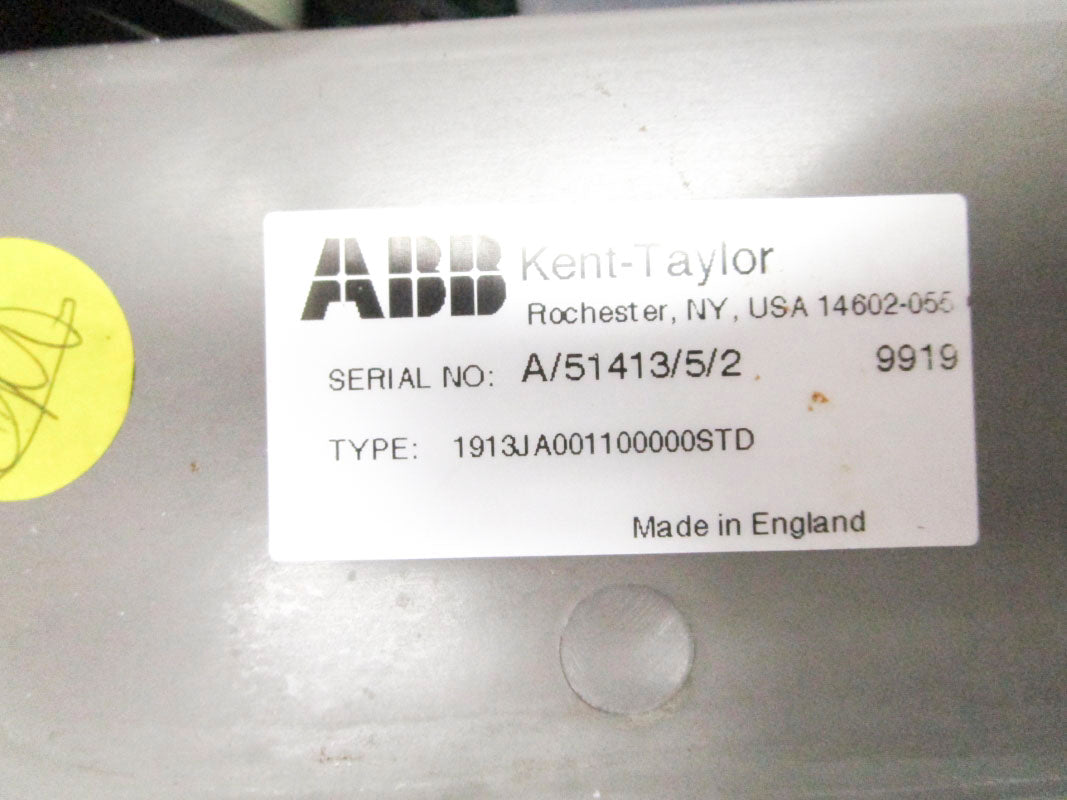 ABB Kent-Taylor
Rochester, NY, USA 14602-055
SERIAL NO: A/51413/5/2 9919
TYPE: 1913JA001100000STD
Made in England